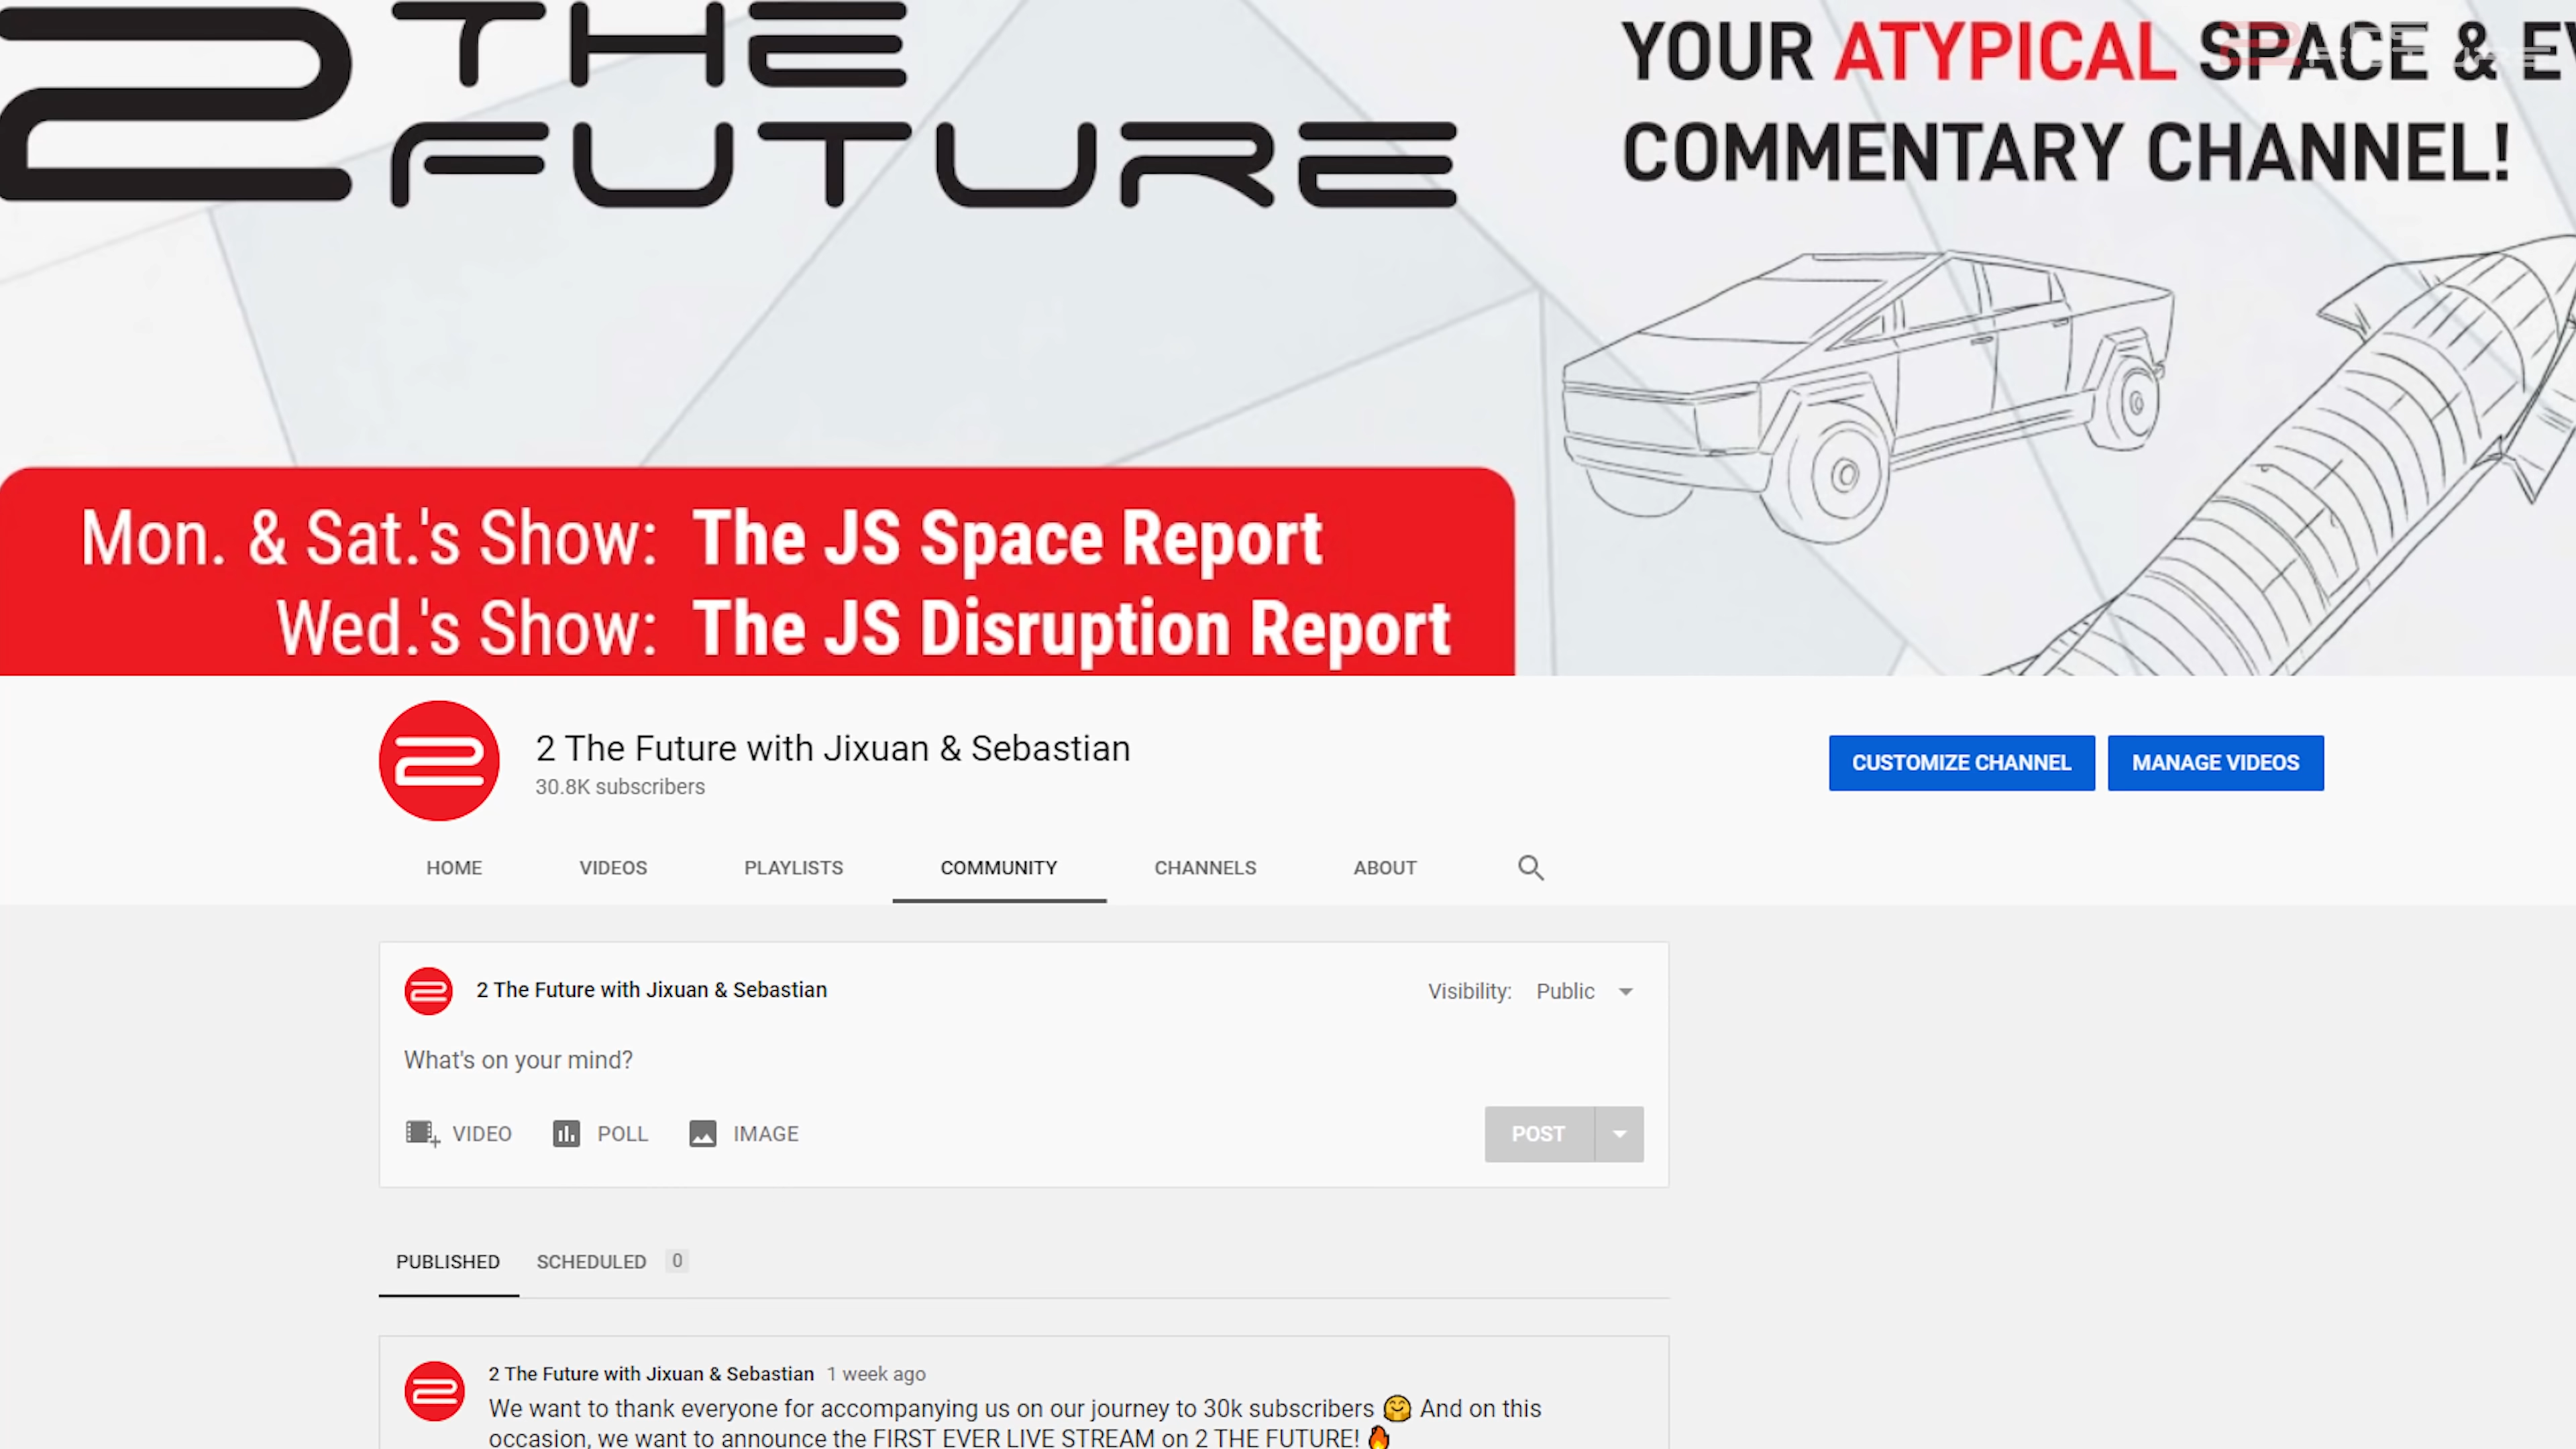 2 THE FUTURE
YOUR ATYPICAL SPACE & EV
COMMENTARY CHANNEL!
Mon. & Sat.'s Show: The JS Space Report
Wed.'s Show: The JS Disruption Report
2 The Future with Jixuan & Sebastian
30.8K subscribers
CUSTOMIZE CHANNEL
MANAGE VIDEOS
HOME VIDEOS PLAYLISTS COMMUNITY CHANNELS ABOUT
2 The Future with Jixuan & Sebastian
Visibility: Public
What's on your mind?
VIDEO POLL IMAGE
POST
PUBLISHED SCHEDULED 0
2 The Future with Jixuan & Sebastian 1 week ago
We want to thank everyone for accompanying us on our journey to 30k subscribers 🤗 And on this
occasion, we want to announce the FIRST EVER LIVE STREAM on 2 THE FUTURE! 🔥